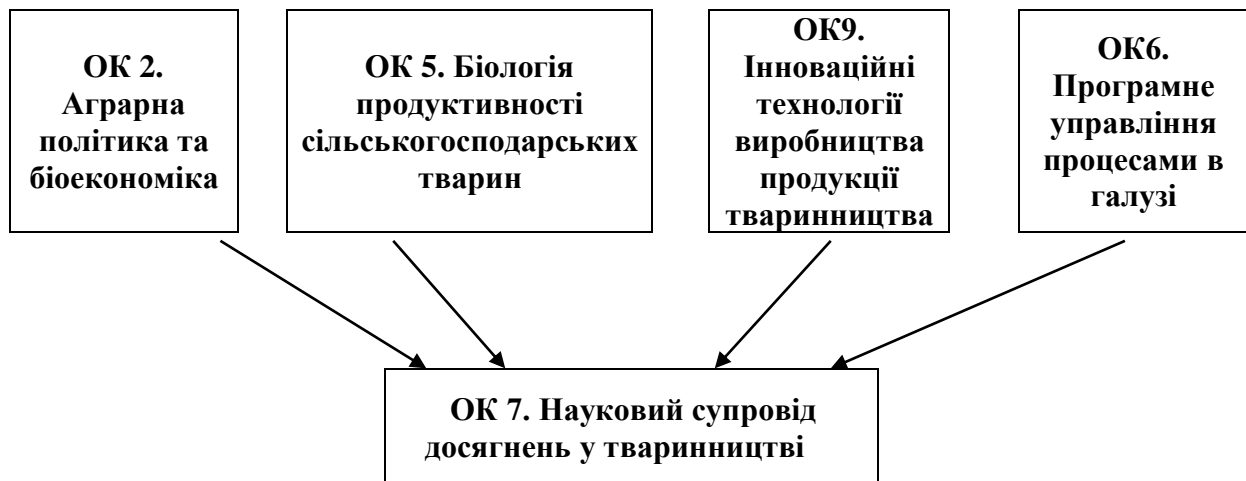 ОК 2.
Аграрна
політика та
біоекономіка
ОК 5. Біологія
продуктивності
сільськогосподарських
тварин
ОК9.
Інноваційні
технології
виробництва
продукції
тваринництва
ОК6.
Програмне
управління
процесами в
галузі
ОК 7. Науковий супровід
досягнень у тваринництві